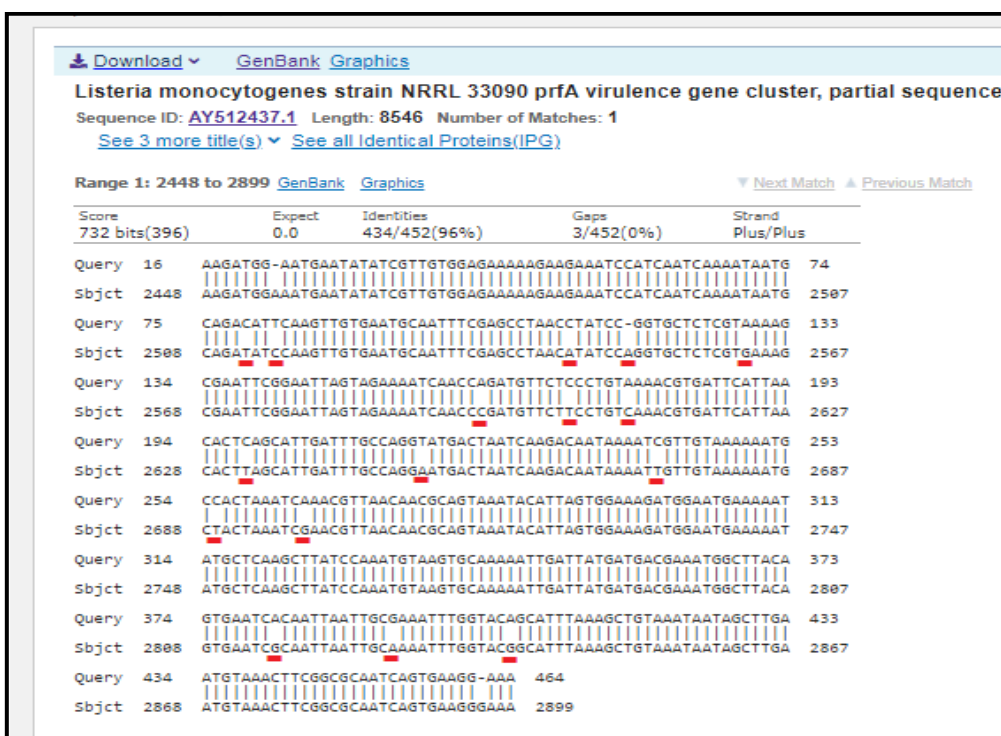 Download GenBank Graphics
Listeria monocytogenes strain NRRL 33090 prfA virulence gene cluster, partial sequence
Sequence ID: AY512437.1 Length: 8546 Number of Matches: 1
See 3 more title(s) See all Identical Proteins(IPG)
Range 1: 2448 to 2899 GenBank Graphics Next Match Previous Match
Score Expect Identities Gaps Strand
732 bits(396) 0.0 434/452(96%) 3/452(0%) Plus/Plus
Query 16 AAGATGG-AATGAATATATCGTTGTGGAGAAAAAGAAGAAATCCATCAATCAAAATAATG 74
Sbjct 2448 AAGATGGAAATGAATATATCGTTGTGGAGAAAAAGAAGAAATCCATCAATCAAAATAATG 2507
Query 75 CAGACATTCAAGTTGTGAATGCAATTTCGAGCCTAACCTATCC-GGTGCTCTCGTAAAAG 133
Sbjct 2508 CAGATATCCAAGTTGTGAATGCAATTTCGAGCCTAACATATCCAGGTGCTCTCGTGAAAG 2567
Query 134 CGAATTCGGAATTAGTAGAAAATCAACCAGATGTTCTCCCTGTAAAACGTGATTCATTAA 193
Sbjct 2568 CGAATTCGGAATTAGTAGAAAATCAACCCGATGTTCTTCCTGTCAAACGTGATTCATTAA 2627
Query 194 CACTCAGCATTGATTTGCCAGGTATGACTAATCAAGACAATAAAATCGTTGTAAAAAATG 253
Sbjct 2628 CACTTAGCATTGATTTGCCAGGAATGACTAATCAAGACAATAAAATTGTTGTAAAAAATG 2687
Query 254 CCACTAAATCAAACGTTAACAACGCAGTAAATACATTAGTGGAAAGATGGAATGAAAAAT 313
Sbjct 2688 CTACTAAATCGAACGTTAACAACGCAGTAAATACATTAGTGGAAAGATGGAATGAAAAAT 2747
Query 314 ATGCTCAAGCTTATCCAAATGTAAGTGCAAAAATTGATTATGATGACGAAATGGCTTACA 373
Sbjct 2748 ATGCTCAAGCTTATCCAAATGTAAGTGCAAAAATTGATTATGATGACGAAATGGCTTACA 2807
Query 374 GTGAATCACAATTAATTGCGAAATTTGGTACAGCATTTAAAGCTGTAAATAATAGCTTGA 433
Sbjct 2808 GTGAATCGCAATTAATTGCAAAATTTGGTACGGCATTTAAAGCTGTAAATAATAGCTTGA 2867
Query 434 ATGTAAACTTCGGCGCAATCAGTGAAGG-AAA 464
Sbjct 2868 ATGTAAACTTCGGCGCAATCAGTGAAGGGAAA 2899